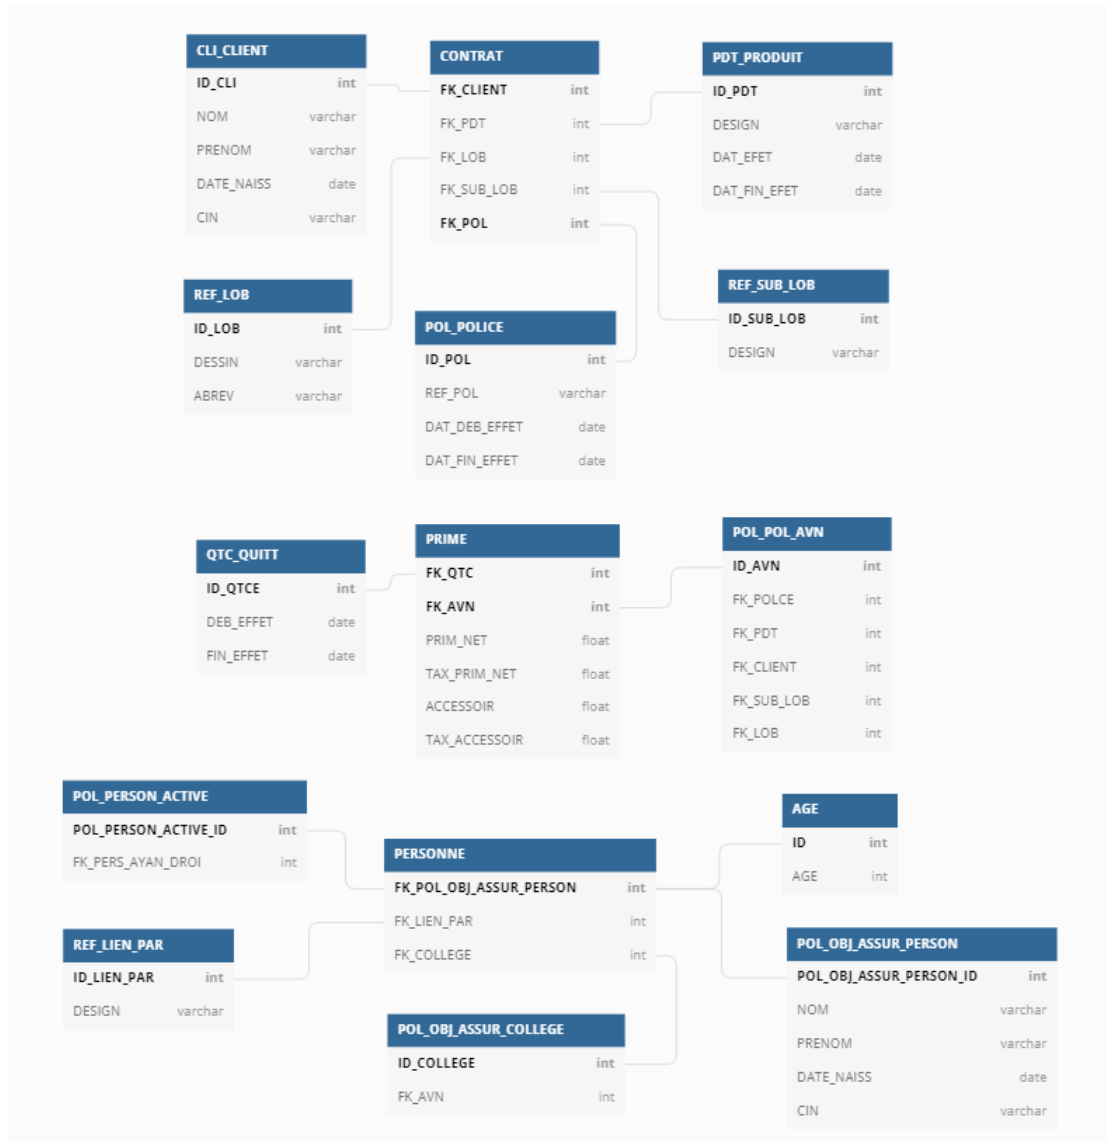 CLI_CLIENT
ID_CLI int
NOM varchar
PRENOM varchar
DATE_NAISS date
CIN varchar
CONTRAT
FK_CLIENT int
FK_PDT int
FK_LOB int
FK_SUB_LOB int
FK_POL int
PDT_PRODUIT
ID_PDT int
DESIGN varchar
DAT_EFET date
DAT_FIN_EFET date
REF_LOB
ID_LOB int
DESSIN varchar
ABREV varchar
POL_POLICE
ID_POL int
REF_POL varchar
DAT_DEB_EFFET date
DAT_FIN_EFFET date
REF_SUB_LOB
ID_SUB_LOB int
DESIGN varchar
QTC_QUITT
ID_QTCE int
DEB_EFFET date
FIN_EFFET date
PRIME
FK_QTC int
FK_AVN int
PRIM_NET float
TAX_PRIM_NET float
ACCESSOIR float
TAX_ACCESSOIR float
POL_POL_AVN
ID_AVN int
FK_POLCE int
FK_PDT int
FK_CLIENT int
FK_SUB_LOB int
FK_LOB int
POL_PERSON_ACTIVE
POL_PERSON_ACTIVE_ID int
FK_PERS_AYAN_DROI int
PERSONNE
FK_POL_OBJ_ASSUR_PERSON int
FK_LIEN_PAR int
FK_COLLEGE int
AGE
ID int
AGE int
REF_LIEN_PAR
ID_LIEN_PAR int
DESIGN varchar
POL_OBJ_ASSUR_COLLEGE
ID_COLLEGE int
FK_AVN int
POL_OBJ_ASSUR_PERSON
POL_OBJ_ASSUR_PERSON_ID int
NOM varchar
PRENOM varchar
DATE_NAISS date
CIN varchar